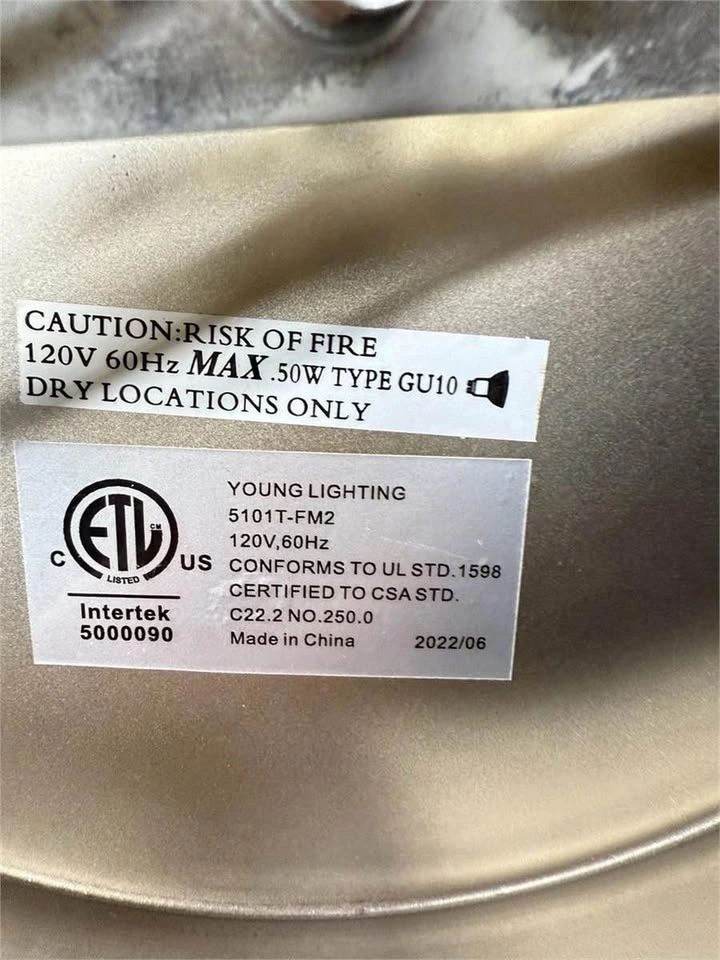 CAUTION:RISK OF FIRE
120V 60Hz MAX .50W TYPE GU10
DRY LOCATIONS ONLY
ETL CM
C US
LISTED
Intertek
5000090
YOUNG LIGHTING
5101T-FM2
120V,60Hz
CONFORMS TO UL STD.1598
CERTIFIED TO CSA STD.
C22.2 NO.250.0
Made in China 2022/06